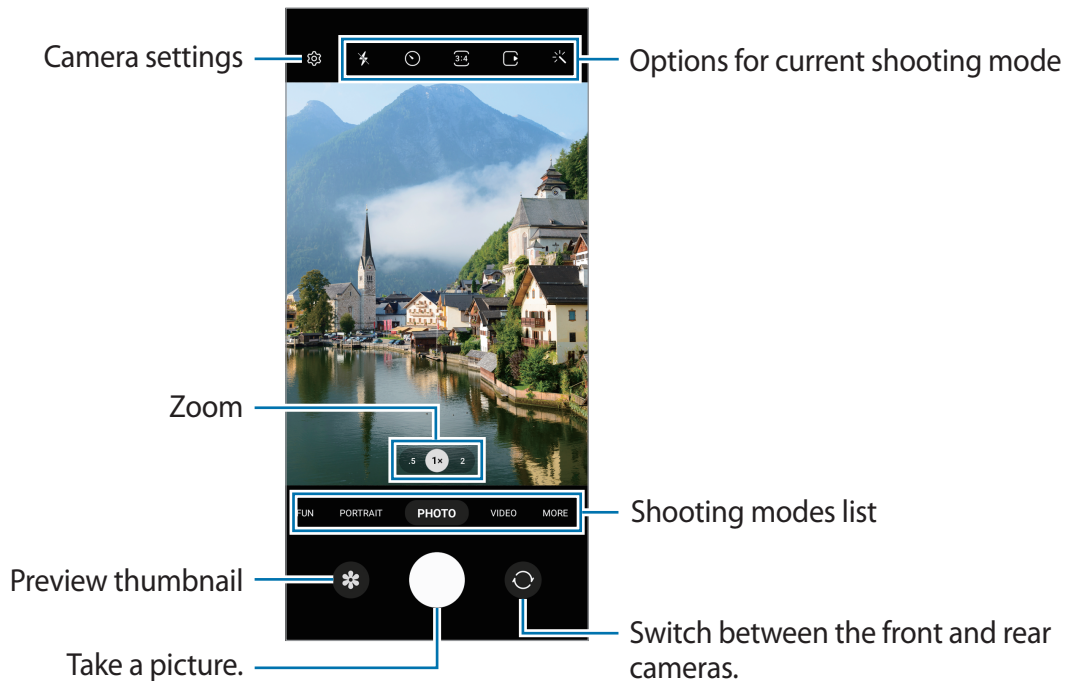 Camera settings
3:4
Options for current shooting mode
Zoom
.5 1× 2
FUN PORTRAIT PHOTO VIDEO MORE
Shooting modes list
Preview thumbnail
Switch between the front and rear
cameras.
Take a picture.